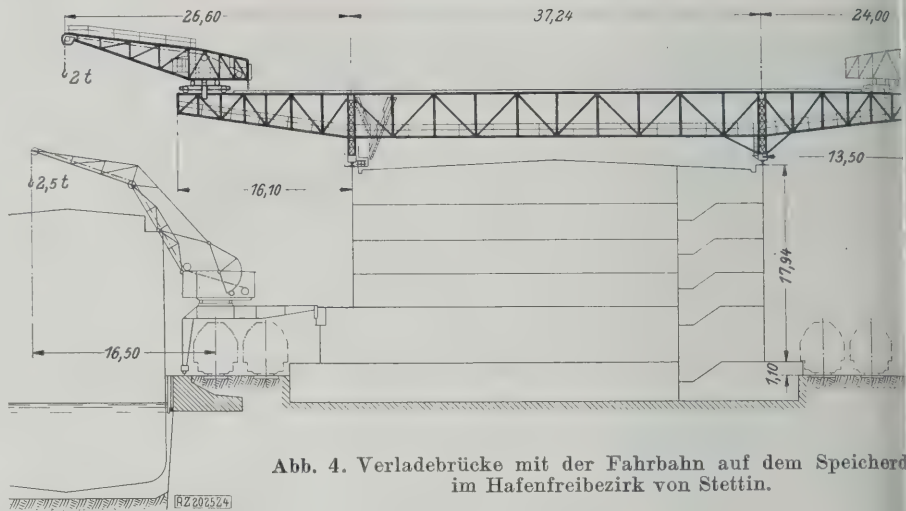 26,60
37,24
24,00
2 t
13,50
16,10
2,5 t
17,94
16,50
1,10
Abb. 4. Verladebrücke mit der Fahrbahn auf dem Speicherd
im Hafenfreibezirk von Stettin.
RZ202524